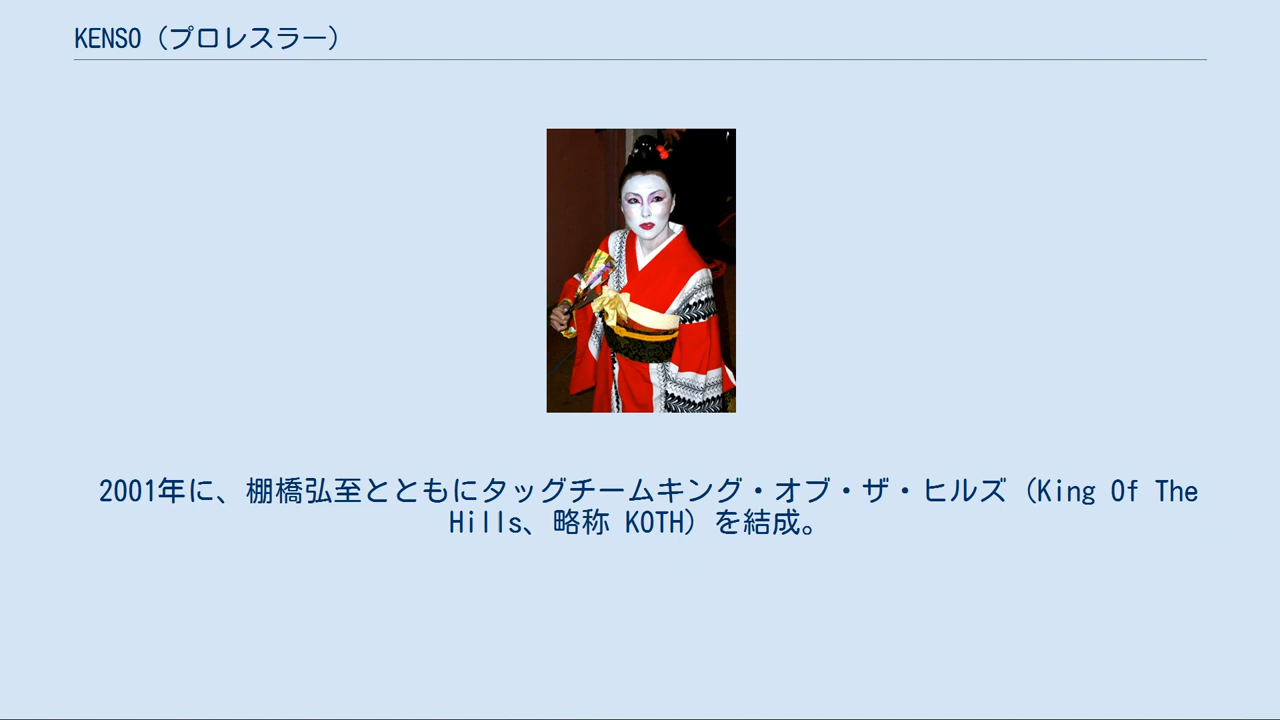 KENSO（プロレスラー）
2001年に、棚橋弘至とともにタッグチームキング・オブ・ザ・ヒルズ（King Of The
Hills、略称 KOTH）を結成。